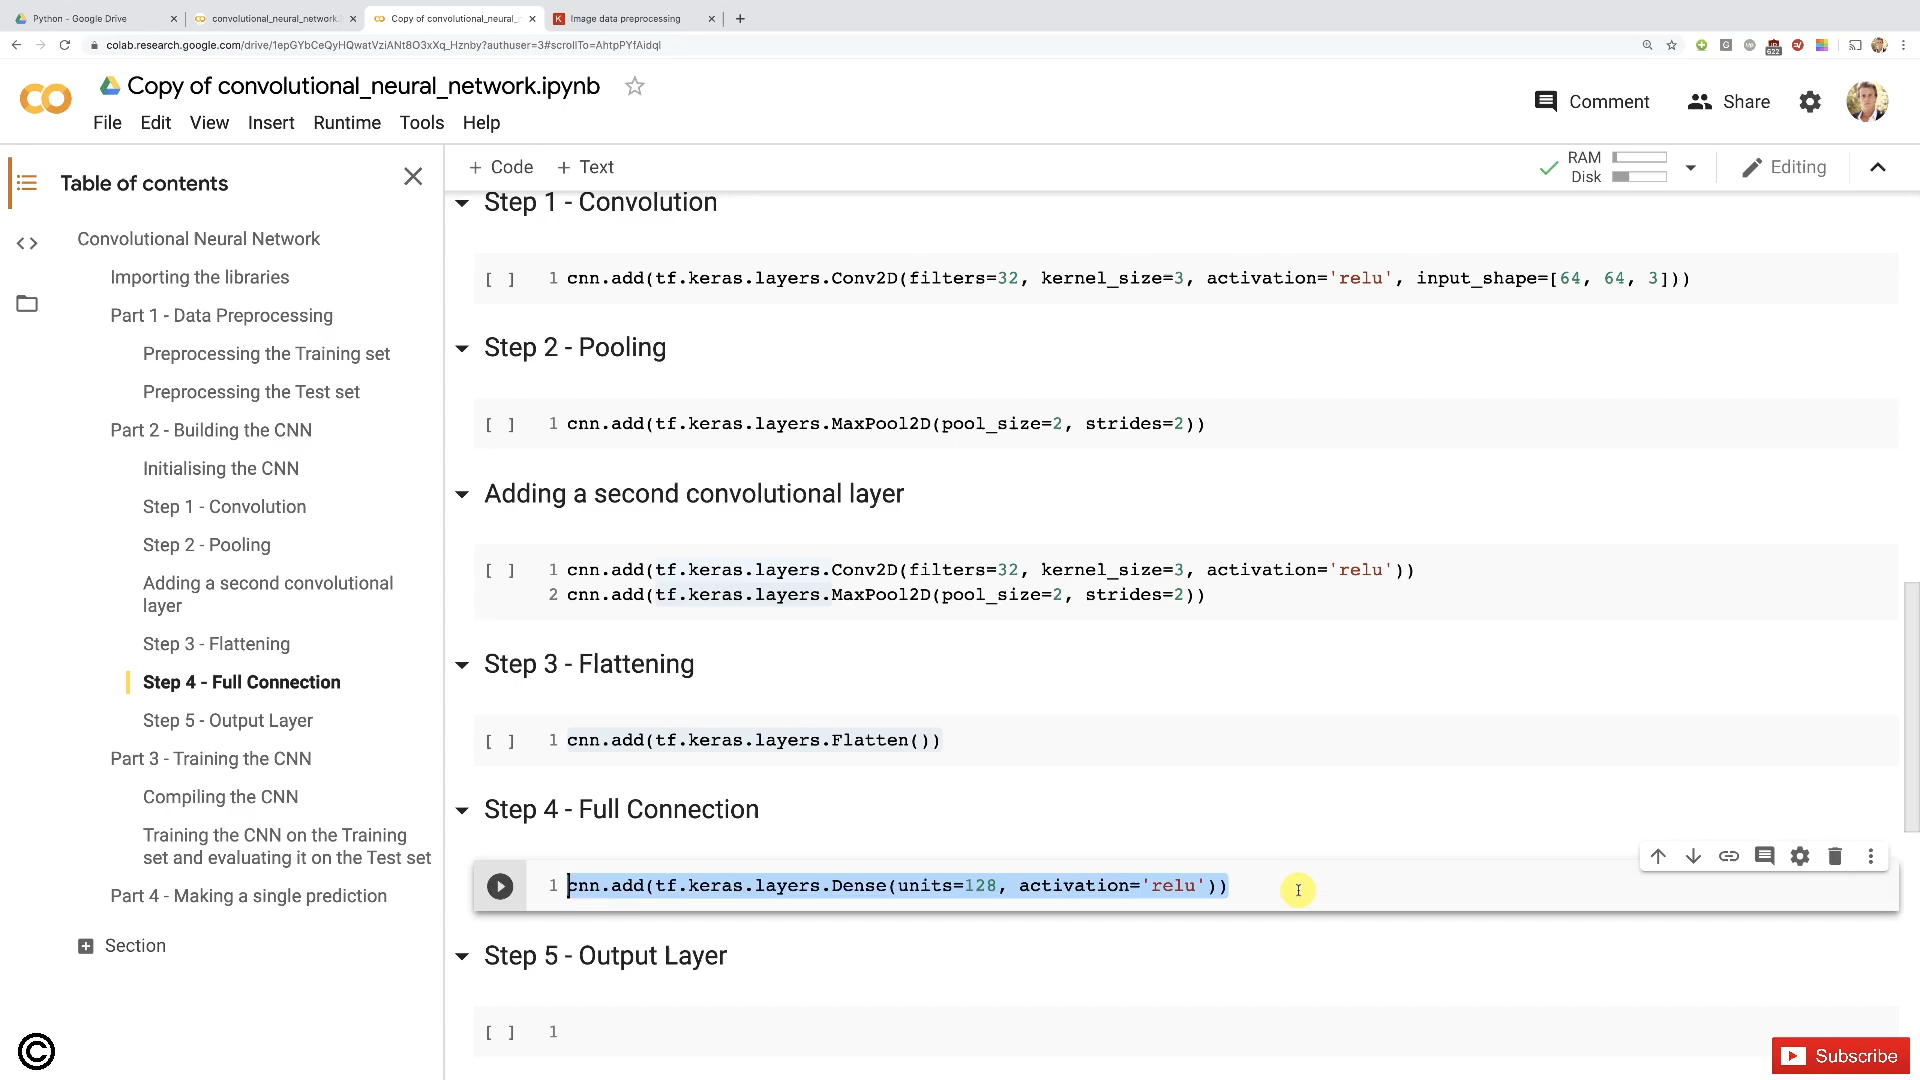 Python - Google Drive
convolutional_neural_network.
Copy of convolutional_neural_
Image data preprocessing
colab.research.google.com/drive/1epGYbCeQyHQwatVziANt8O3xXq_Hznby?authuser=3#scrollTo=AhtpPYfAidql
622
Copy of convolutional_neural_network.ipynb
File Edit View Insert Runtime Tools Help
Comment
Share
Table of contents
Convolutional Neural Network
Importing the libraries
Part 1 - Data Preprocessing
Preprocessing the Training set
Preprocessing the Test set
Part 2 - Building the CNN
Initialising the CNN
Step 1 - Convolution
Step 2 - Pooling
Adding a second convolutional
layer
Step 3 - Flattening
Step 4 - Full Connection
Step 5 - Output Layer
Part 3 - Training the CNN
Compiling the CNN
Training the CNN on the Training
set and evaluating it on the Test set
Part 4 - Making a single prediction
Section
+ Code + Text
RAM
Disk
Editing
Step 1 - Convolution
[ ] 1 cnn.add(tf.keras.layers.Conv2D(filters=32, kernel_size=3, activation='relu', input_shape=[64, 64, 3]))
Step 2 - Pooling
[ ] 1 cnn.add(tf.keras.layers.MaxPool2D(pool_size=2, strides=2))
Adding a second convolutional layer
[ ] 1 cnn.add(tf.keras.layers.Conv2D(filters=32, kernel_size=3, activation='relu'))
2 cnn.add(tf.keras.layers.MaxPool2D(pool_size=2, strides=2))
Step 3 - Flattening
[ ] 1 cnn.add(tf.keras.layers.Flatten())
Step 4 - Full Connection
1 cnn.add(tf.keras.layers.Dense(units=128, activation='relu'))
Step 5 - Output Layer
[ ] 1
©
Subscribe